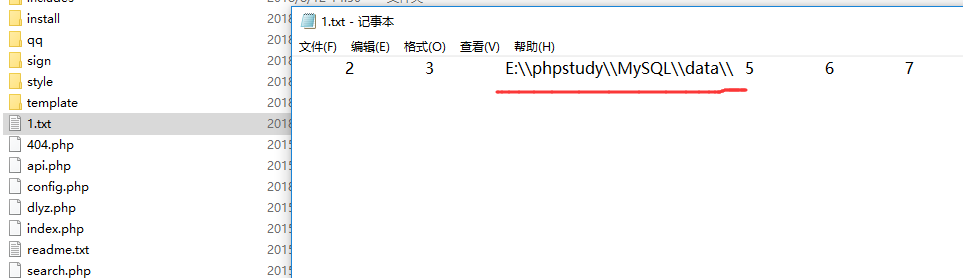 install
qq
sign
style
template
1.txt
404.php
api.php
config.php
dlyz.php
index.php
readme.txt
search.php
2018
2018
2018
2018
2018
2018
2015
2015
2018
2015
2015
2015
2015
1.txt - 记事本
文件(F) 编辑(E) 格式(O) 查看(V) 帮助(H)
2 3 E:\\phpstudy\\MySQL\\data\\ 5 6 7